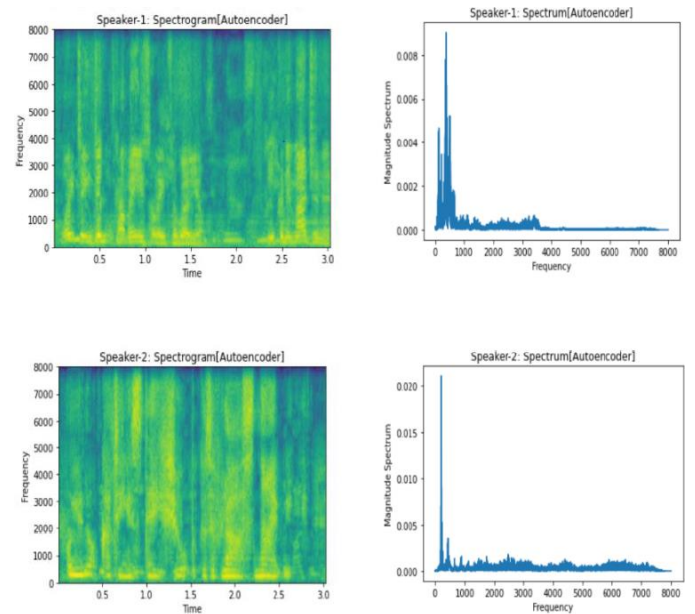 Speaker-1: Spectrogram[Autoencoder]
8000
7000
6000
5000
4000
3000
2000
1000
0
Frequency
0.5 1.0 1.5 2.0 2.5 3.0
Time
Speaker-1: Spectrum[Autoencoder]
0.008
0.006
0.004
0.002
0.000
Magnitude Spectrum
0 1000 2000 3000 4000 5000 6000 7000 8000
Frequency
Speaker-2: Spectrogram[Autoencoder]
8000
7000
6000
5000
4000
3000
2000
1000
0
Frequency
0.5 1.0 1.5 2.0 2.5 3.0
Time
Speaker-2: Spectrum[Autoencoder]
0.020
0.015
0.010
0.005
0.000
Magnitude Spectrum
0 1000 2000 3000 4000 5000 6000 7000 8000
Frequency